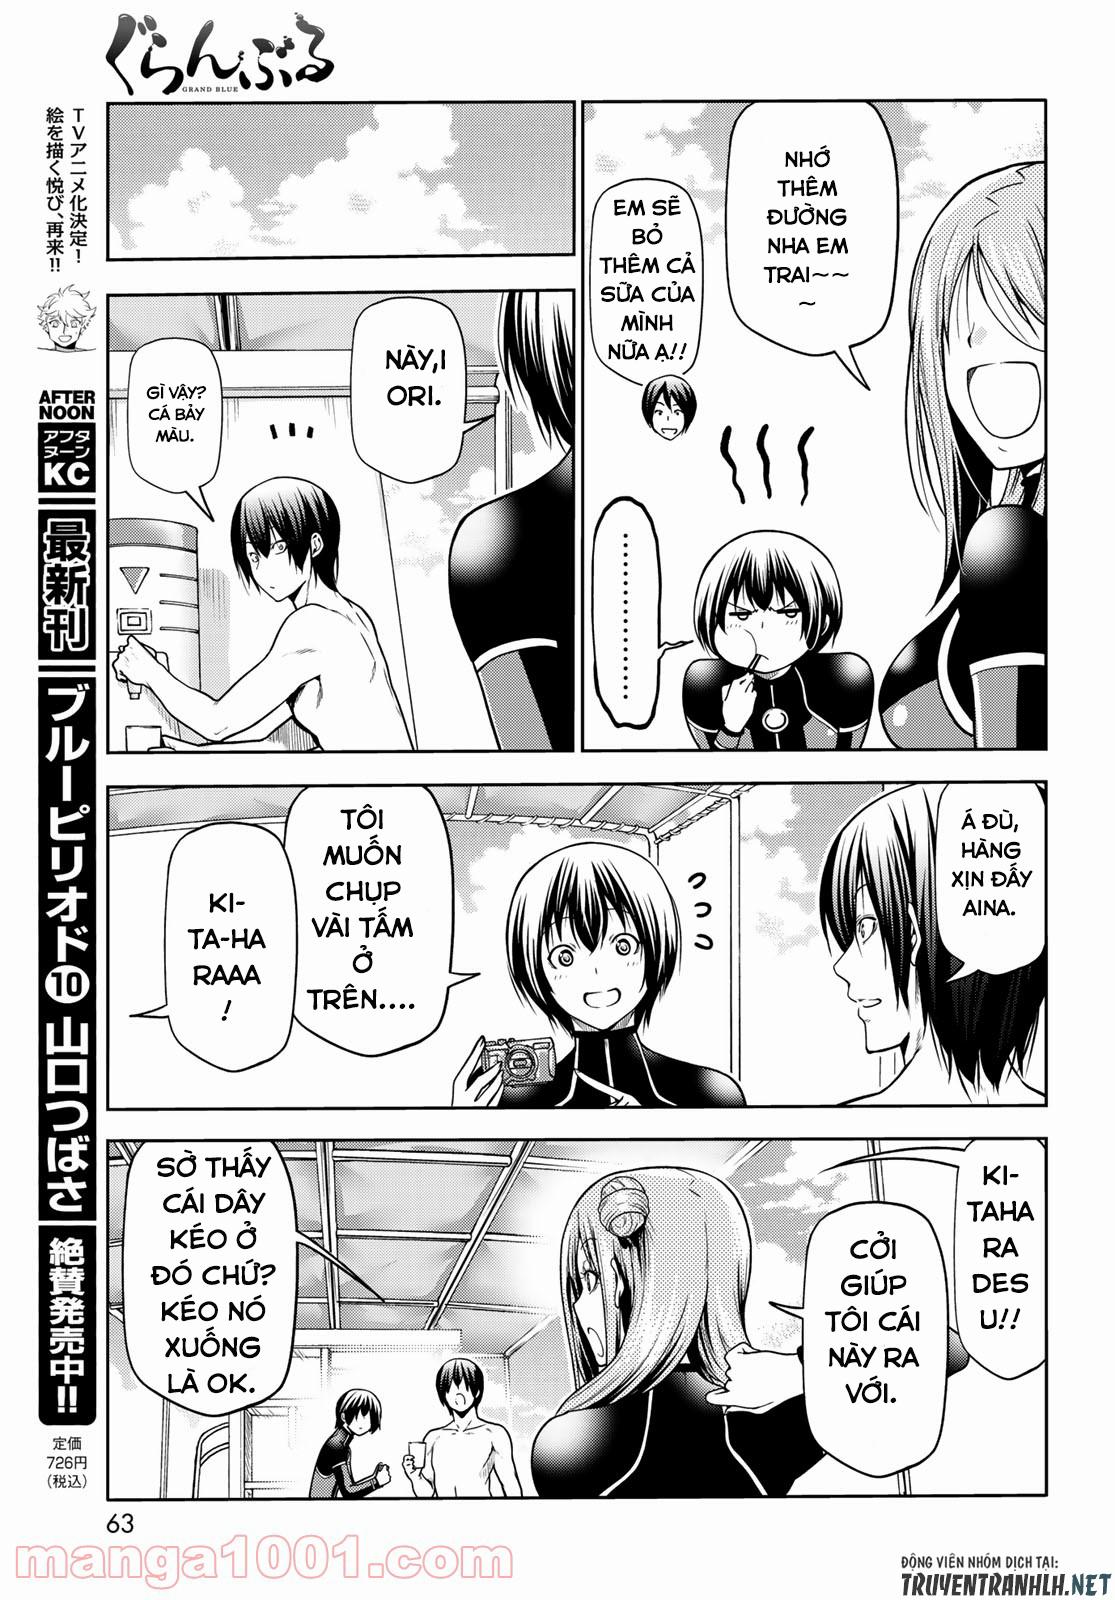 ぐらんぶる
GRAND BLUE
TVアニメ化決定!
絵を描く悦び、再来!!
AFTER
NOON
アフタ
ヌーン
KC
最新刊
ブルーピリオド⑩山口つばさ
絶賛発売中!!
定価
726円
(税込)
NHỚ
THÊM
ĐƯỜNG
NHA EM
TRAI~~
~
EM SẼ
BỎ
THÊM CẢ
SỮA CỦA
MÌNH
NỮA Ạ!!
...............
NÀY,I
ORI.
GÌ VẬY?
CÁ BẢY
MÀU.
Á ĐÙ,
HÀNG
XỊN ĐẤY
AINA.
TÔI
MUỐN
CHỤP
VÀI TẤM
Ở
TRÊN....
KI-
TA-HA
RAAA
!
KI-
TAHA
RA
DES
U!!
CỞI
GIÚP
TÔI CÁI
NÀY RA
VỚI.
SỜ THẤY
CÁI DÂY
KÉO Ở
ĐÓ CHỨ?
KÉO NÓ
XUỐNG
LÀ OK.
63
manga1001.com
ĐỘNG VIÊN NHÓM DỊCH TẠI:
TRUYENTRANHLH.NET